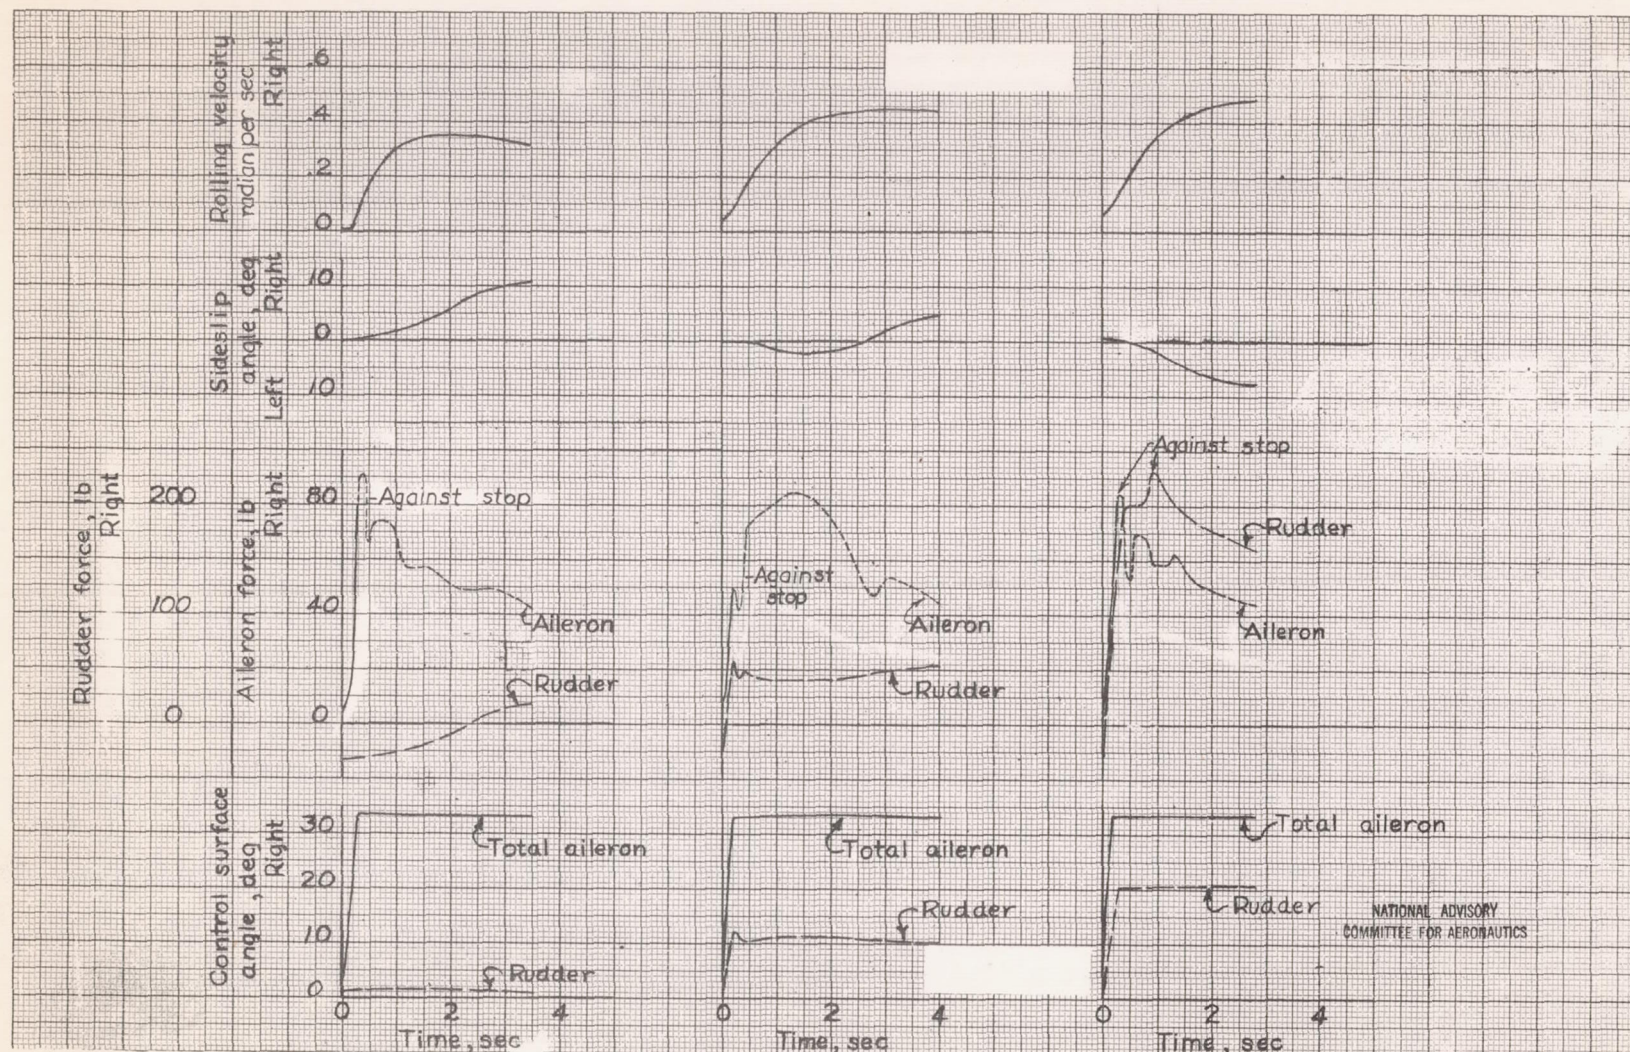 Rolling velocity
radian per sec
Right
.6
.4
.2
0
Sideslip
angle, deg
Left Right
10
0
10
Rudder force, lb
Right
200
100
0
Aileron force, lb
Right
80
40
0
Against stop
Aileron
Rudder
Against
stop
Aileron
Rudder
Against stop
Rudder
Aileron
Control surface
angle, deg
Right
30
20
10
0
Total aileron
Rudder
Total aileron
Rudder
Total aileron
Rudder
NATIONAL ADVISORY
COMMITTEE FOR AERONAUTICS
0 2 4
Time, sec
0 2 4
Time, sec
0 2 4
Time, sec